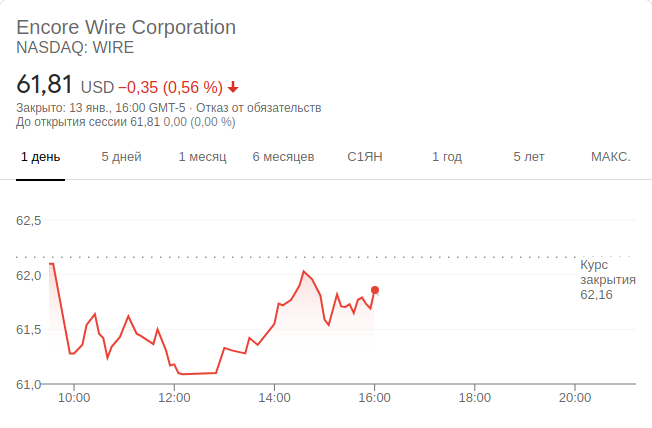 Encore Wire Corporation
NASDAQ: WIRE
61,81 USD −0,35 (0,56 %)
Закрыто: 13 янв., 16:00 GMT-5 · Отказ от обязательств
До открытия сессии 61,81 0,00 (0,00 %)
1 день 5 дней 1 месяц 6 месяцев С1ЯН 1 год 5 лет МАКС.
62,5
Курс
закрытия
62,16
62,0
61,5
61,0
10:00 12:00 14:00 16:00 18:00 20:00